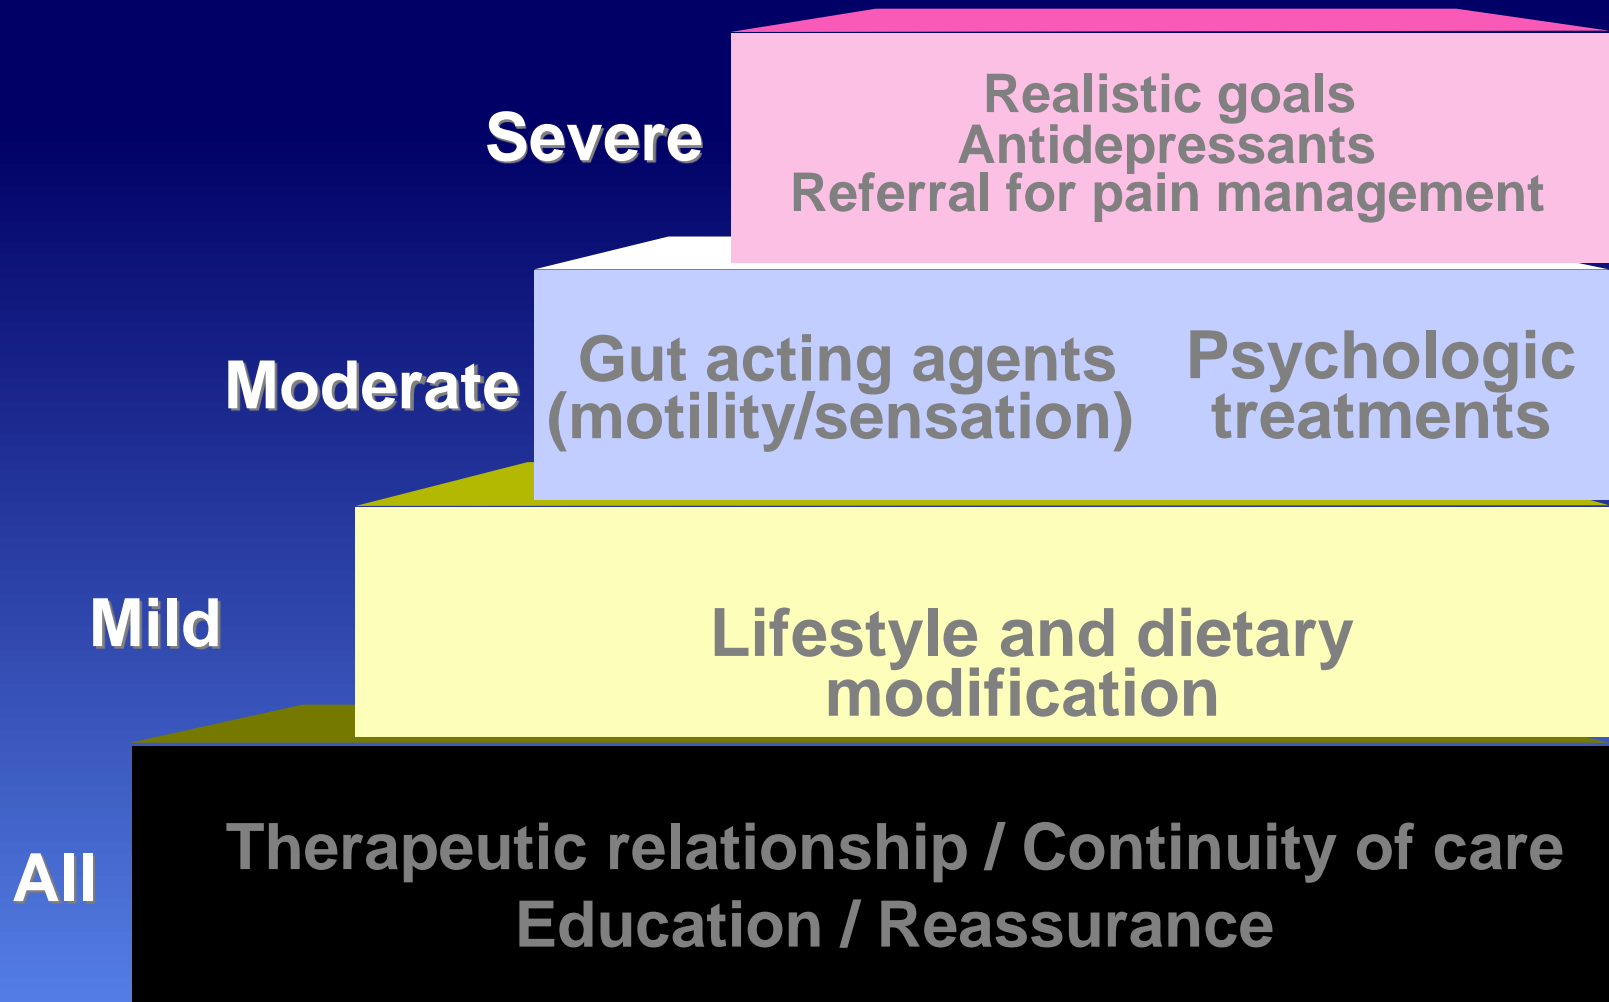 Severe
Realistic goals
Antidepressants
Referral for pain management
Moderate
Gut acting agents
(motility/sensation)
Psychologic
treatments
Mild
Lifestyle and dietary
modification
All
Therapeutic relationship / Continuity of care
Education / Reassurance